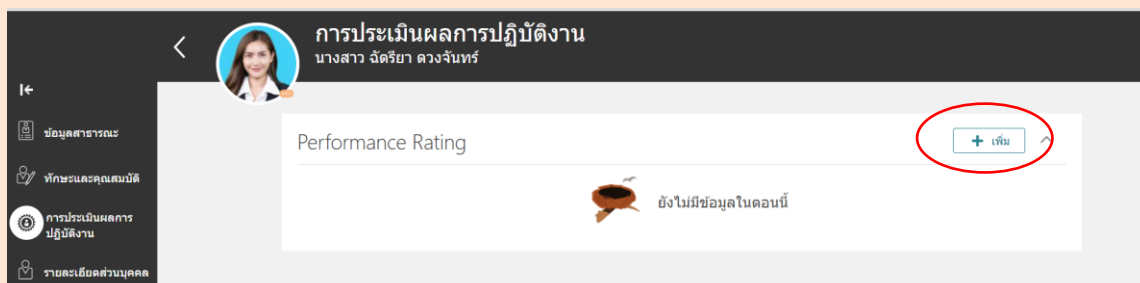 การประเมินผลการปฏิบัติงาน
นางสาว ฉัตรียา ดวงจันทร์
ข้อมูลสาธารณะ
ทักษะและคุณสมบัติ
การประเมินผลการ
ปฏิบัติงาน
รายละเอียดส่วนบุคคล
Performance Rating
+ เพิ่ม
ยังไม่มีข้อมูลในตอนนี้